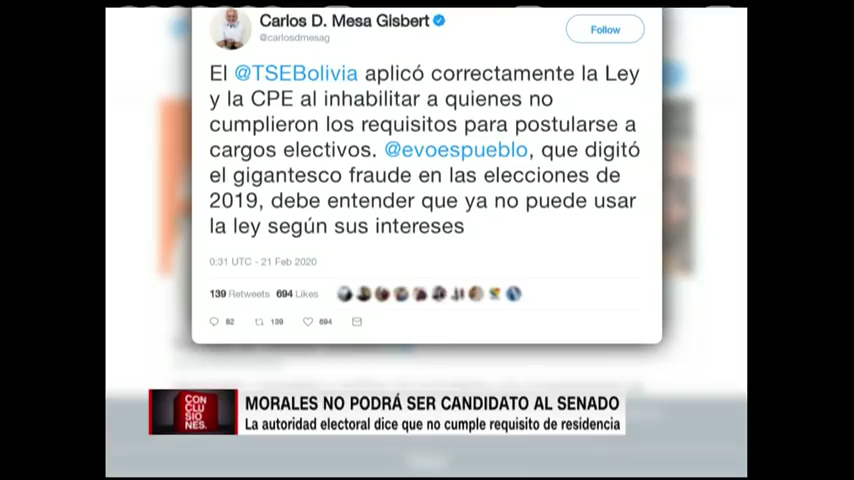 Carlos D. Mesa Gisbert
@carlosdmesag
Follow
El @TSEBolivia aplicó correctamente la Ley
y la CPE al inhabilitar a quienes no
cumplieron los requisitos para postularse a
cargos electivos. @evoespueblo, que digitó
el gigantesco fraude en las elecciones de
2019, debe entender que ya no puede usar
la ley según sus intereses
0:31 UTC - 21 Feb 2020
139 Retweets 694 Likes
82 139 694
CON
CLU
SIO
NES.
MORALES NO PODRÁ SER CANDIDATO AL SENADO
La autoridad electoral dice que no cumple requisito de residencia